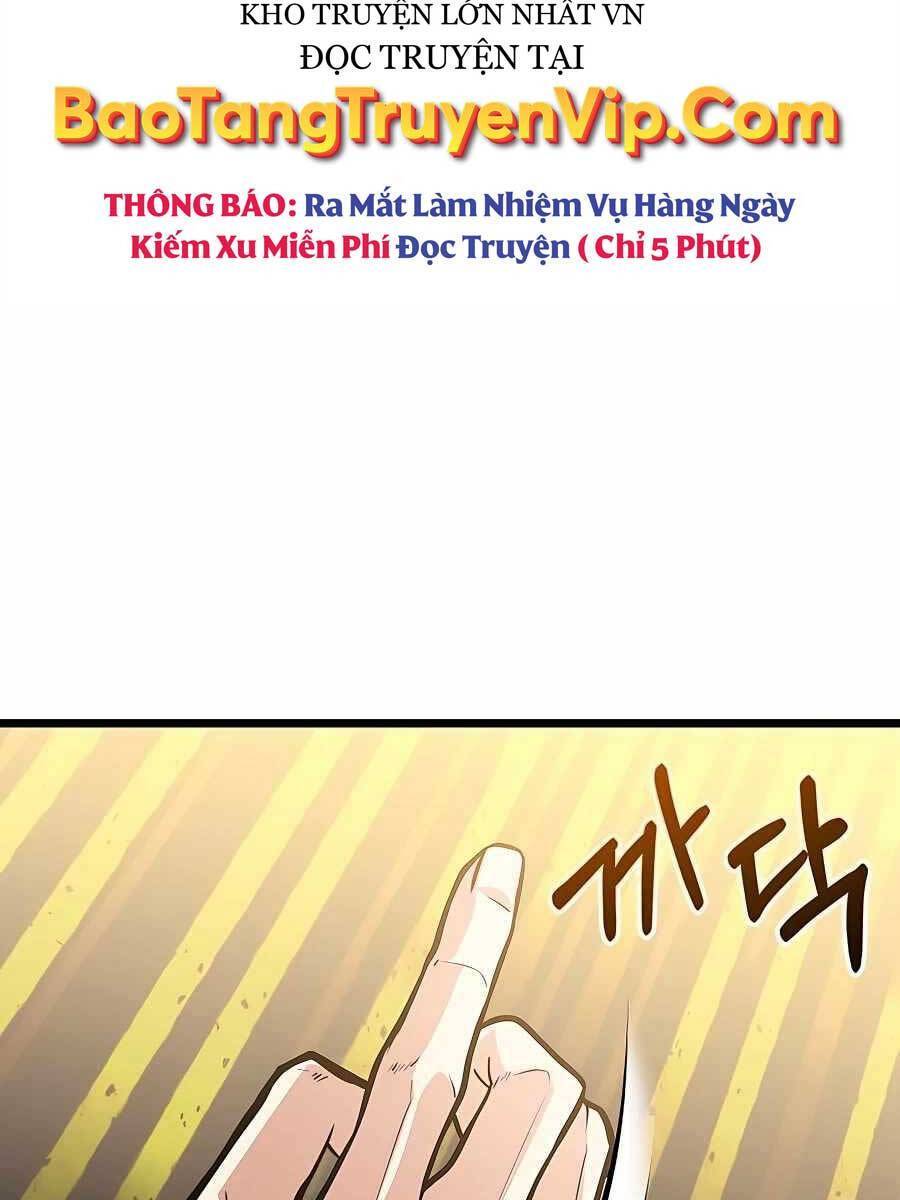 KHO TRUYỆN LỚN NHẤT VN
ĐỌC TRUYỆN TẠI
BaoTangTruyenVip.Com
THÔNG BÁO: Ra Mắt Làm Nhiệm Vụ Hàng Ngày
Kiếm Xu Miễn Phí Đọc Truyện ( Chỉ 5 Phút)
까닥